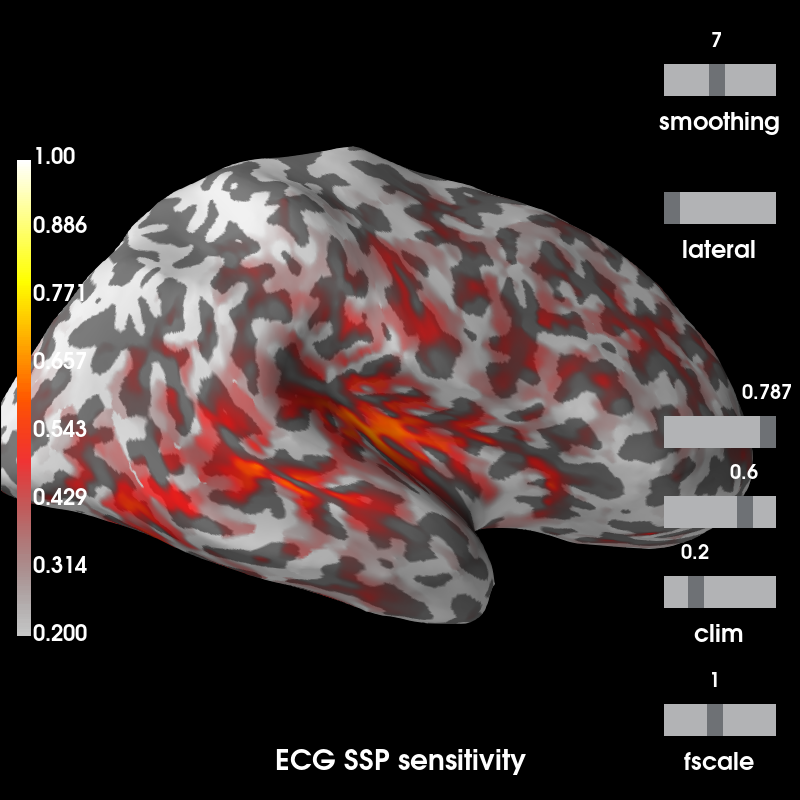 7
smoothing
lateral
1.00
0.886
0.771
0.657
0.543
0.429
0.314
0.200
0.787
0.6
0.2
clim
1
fscale
ECG SSP sensitivity